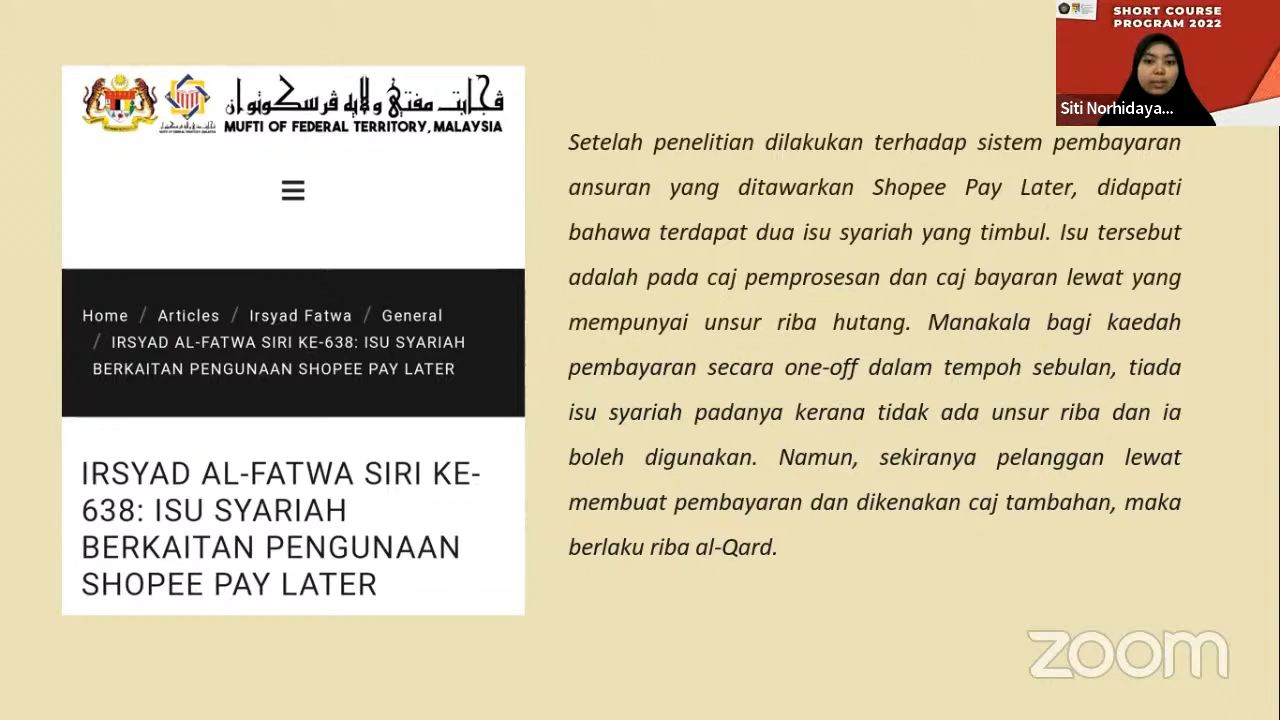 SHORT COURSE
PROGRAM 2022
Siti Norhidaya...
MUFTI OF FEDERAL TERRITORY, MALAYSIA
Home / Articles / Irsyad Fatwa / General
/ IRSYAD AL-FATWA SIRI KE-638: ISU SYARIAH
BERKAITAN PENGUNAAN SHOPEE PAY LATER
IRSYAD AL-FATWA SIRI KE-
638: ISU SYARIAH
BERKAITAN PENGUNAAN
SHOPEE PAY LATER
Setelah penelitian dilakukan terhadap sistem pembayaran
ansuran yang ditawarkan Shopee Pay Later, didapati
bahawa terdapat dua isu syariah yang timbul. Isu tersebut
adalah pada caj pemprosesan dan caj bayaran lewat yang
mempunyai unsur riba hutang. Manakala bagi kaedah
pembayaran secara one-off dalam tempoh sebulan, tiada
isu syariah padanya kerana tidak ada unsur riba dan ia
boleh digunakan. Namun, sekiranya pelanggan lewat
membuat pembayaran dan dikenakan caj tambahan, maka
berlaku riba al-Qard.
zoom